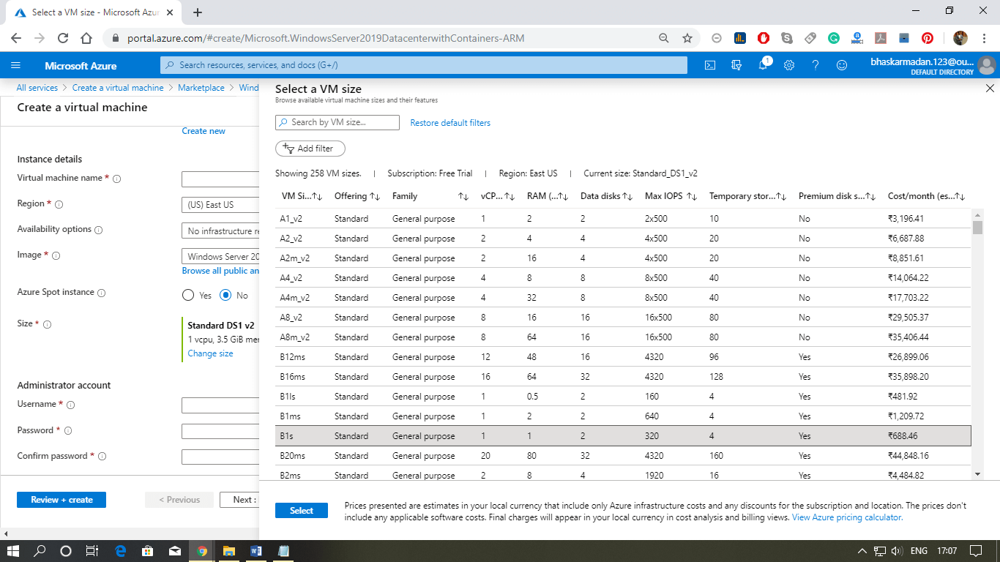 Select a VM size - Microsoft Azur
portal.azure.com/#create/Microsoft.WindowsServer2019DatacenterwithContainers-ARM
Microsoft Azure
Search resources, services, and docs (G+/)
1
bhaskarmadan.123@ou...
DEFAULT DIRECTORY
All services > Create a virtual machine > Marketplace > Wind
Create a virtual machine
Create new
Instance details
Virtual machine name *
Region *
(US) East US
Availability options
No infrastructure re
Image *
Windows Server 20
Browse all public an
Azure Spot instance
Yes No
Size *
Standard DS1 v2
1 vcpu, 3.5 GiB mer
Change size
Administrator account
Username *
Password *
Confirm password *
Review + create
< Previous
Next :
Select a VM size
Browse available virtual machine sizes and their features
Search by VM size...
Restore default filters
Add filter
Showing 258 VM sizes. | Subscription: Free Trial | Region: East US | Current size: Standard_DS1_v2
VM Si...↑↓ Offering ↑↓ Family ↑↓ vCP...↑↓ RAM (...↑↓ Data disks↑↓ Max IOPS ↑↓ Temporary stor...↑↓ Premium disk s...↑↓ Cost/month (es...↑↓
A1_v2 Standard General purpose 1 2 2 2x500 10 No ₹3,196.41
A2_v2 Standard General purpose 2 4 4 4x500 20 No ₹6,687.88
A2m_v2 Standard General purpose 2 16 4 4x500 20 No ₹8,851.61
A4_v2 Standard General purpose 4 8 8 8x500 40 No ₹14,064.22
A4m_v2 Standard General purpose 4 32 8 8x500 40 No ₹17,703.22
A8_v2 Standard General purpose 8 16 16 16x500 80 No ₹29,505.37
A8m_v2 Standard General purpose 8 64 16 16x500 80 No ₹35,406.44
B12ms Standard General purpose 12 48 16 4320 96 Yes ₹26,899.06
B16ms Standard General purpose 16 64 32 4320 128 Yes ₹35,898.20
B1ls Standard General purpose 1 0.5 2 160 4 Yes ₹481.92
B1ms Standard General purpose 1 2 2 640 4 Yes ₹1,209.72
B1s Standard General purpose 1 1 2 320 4 Yes ₹688.46
B20ms Standard General purpose 20 80 32 4320 160 Yes ₹44,848.16
B2ms Standard General purpose 2 8 4 1920 16 Yes ₹4,484.82
Select
Prices presented are estimates in your local currency that include only Azure infrastructure costs and any discounts for the subscription and location. The prices don't
include any applicable software costs. Final charges will appear in your local currency in cost analysis and billing views. View Azure pricing calculator.
ENG 17:07